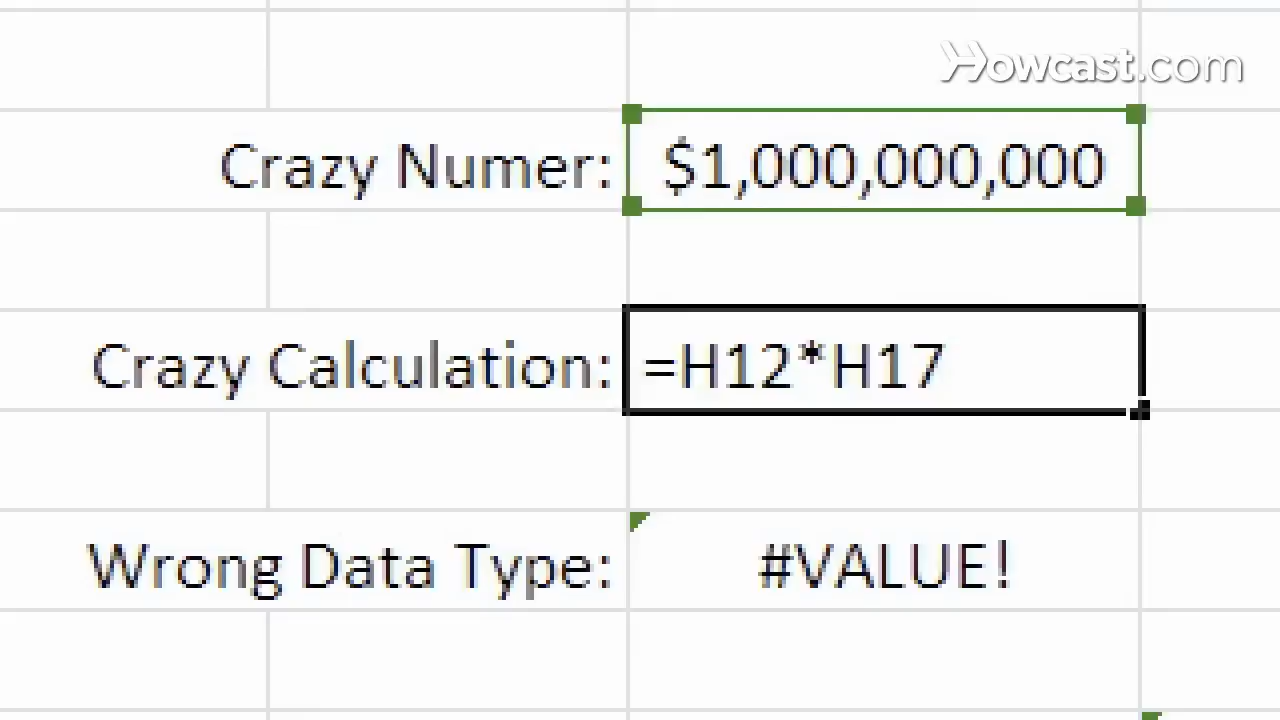 Howcast.com
Crazy Numer: $1,000,000,000
Crazy Calculation: =H12*H17
Wrong Data Type: #VALUE!